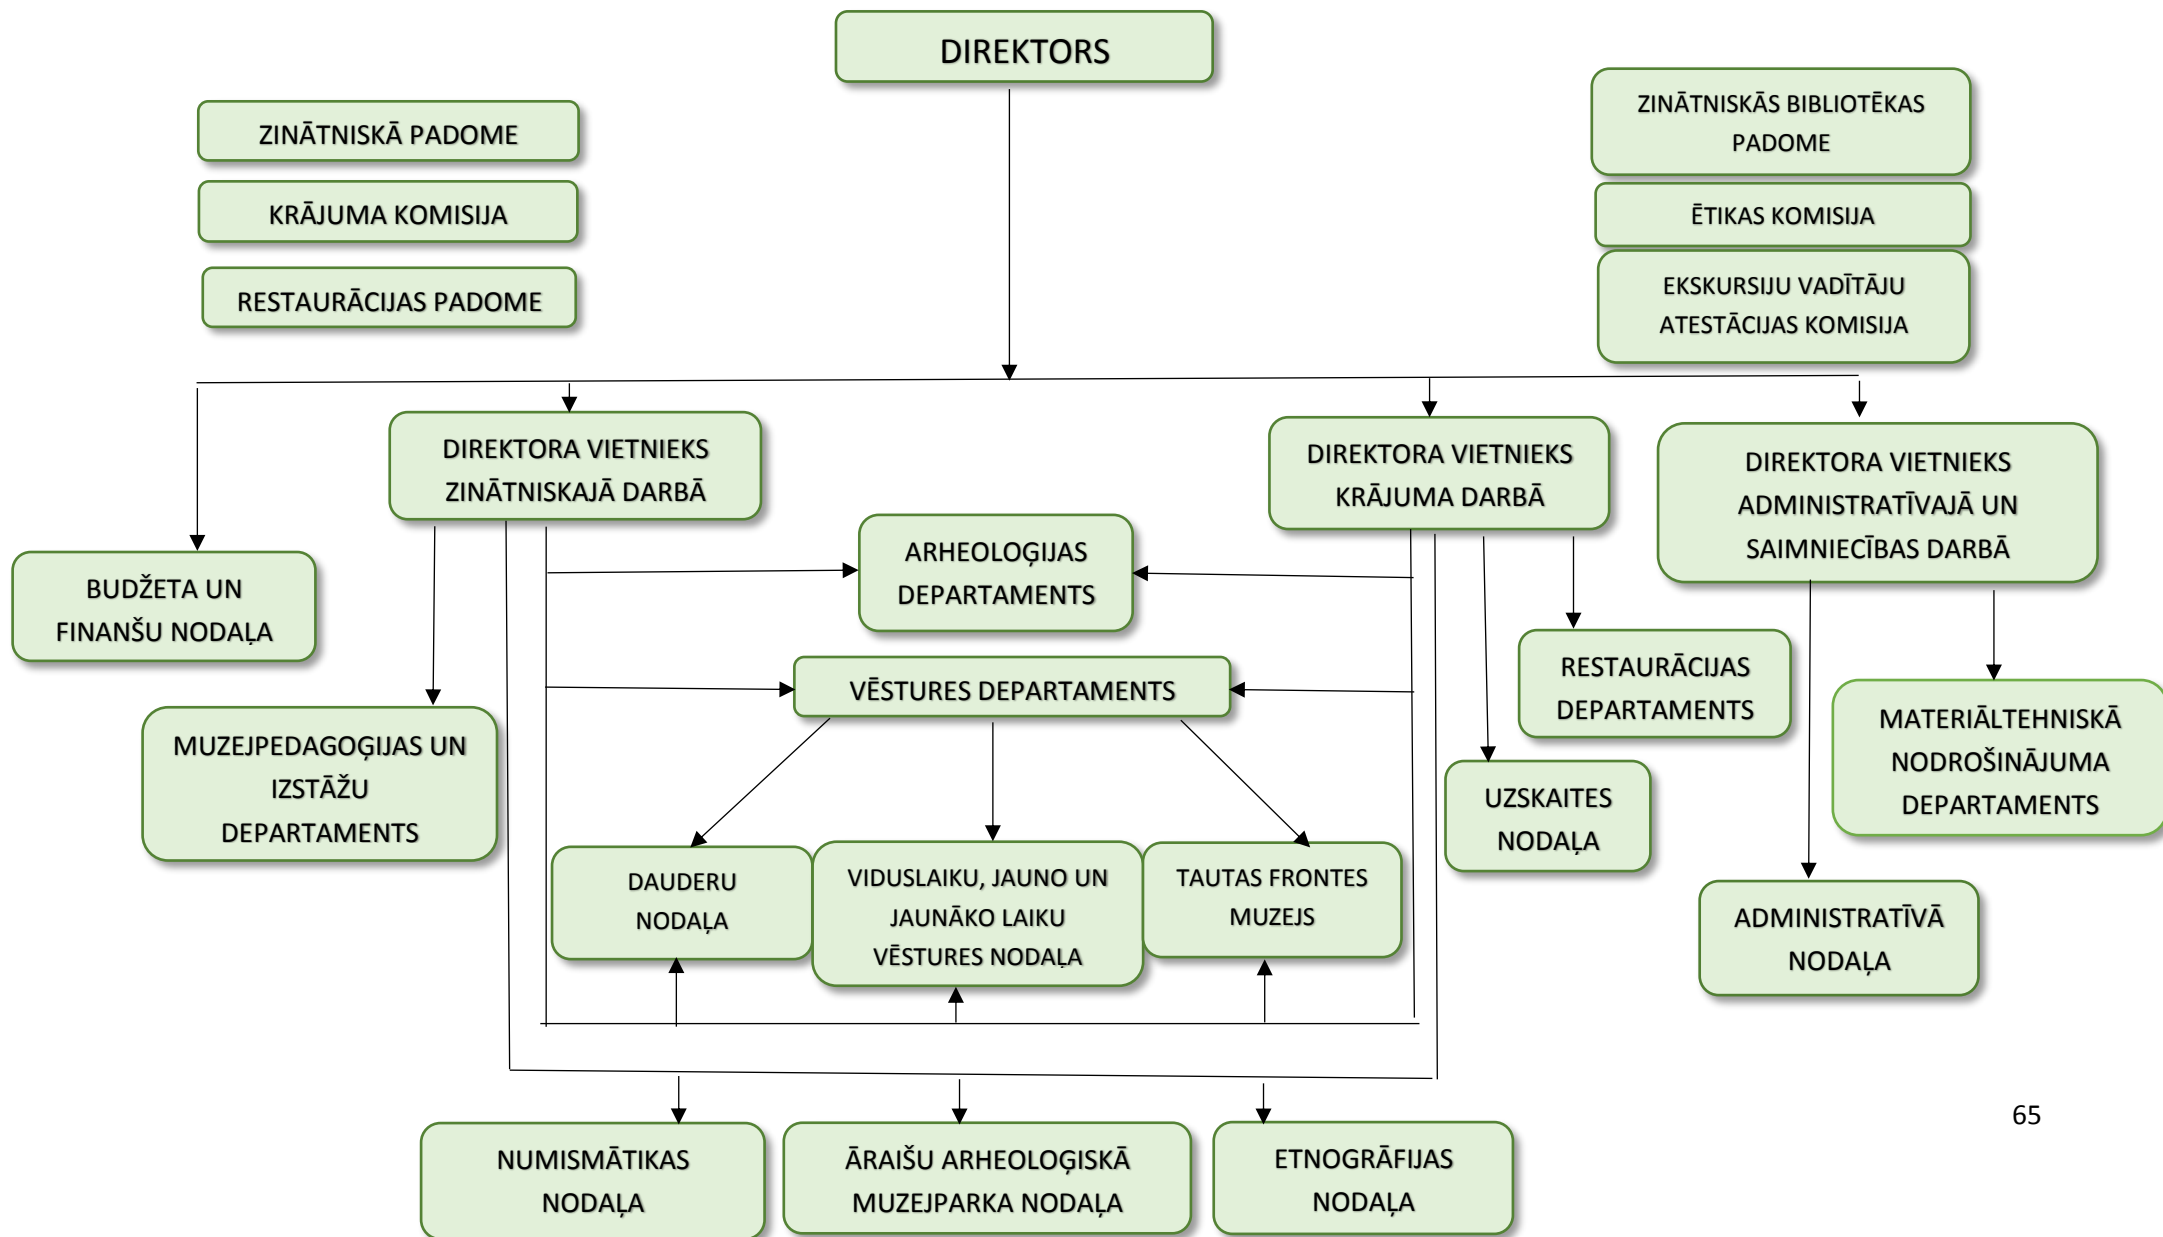 DIREKTORS
ZINĀTNISKĀ PADOME
KRĀJUMA KOMISIJA
RESTAURĀCIJAS PADOME
ZINĀTNISKĀS BIBLIOTĒKAS
PADOME
ĒTIKAS KOMISIJA
EKSKURSIJU VADĪTĀJU
ATESTĀCIJAS KOMISIJA
DIREKTORA VIETNIEKS
ZINĀTNISKAJĀ DARBĀ
DIREKTORA VIETNIEKS
KRĀJUMA DARBĀ
DIREKTORA VIETNIEKS
ADMINISTRATĪVAJĀ UN
SAIMNIECĪBAS DARBĀ
BUDŽETA UN
FINANŠU NODAĻA
ARHEOLOĢIJAS
DEPARTAMENTS
MUZEJPEDAGOĢIJAS UN
IZSTĀŽU
DEPARTAMENTS
VĒSTURES DEPARTAMENTS
RESTAURĀCIJAS
DEPARTAMENTS
MATERIĀLTEHNISKĀ
NODROŠINĀJUMA
DEPARTAMENTS
UZSKAITES
NODAĻA
DAUDERU
NODAĻA
VIDUSLAIKU, JAUNO UN
JAUNĀKO LAIKU
VĒSTURES NODAĻA
TAUTAS FRONTES
MUZEJS
ADMINISTRATĪVĀ
NODAĻA
NUMISMĀTIKAS
NODAĻA
ĀRAIŠU ARHEOLOĢISKĀ
MUZEJPARKA NODAĻA
ETNOGRĀFIJAS
NODAĻA
65